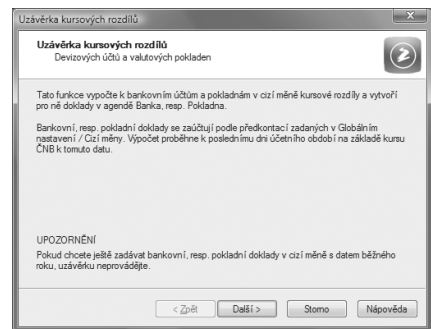 Uzávěrka kursových rozdílů
Uzávěrka kursových rozdílů
Devizových účtů a valutových pokladen
Tato funkce vypočte k bankovním účtům a pokladnám v cizí měně kursové rozdíly a vytvoří
pro ně doklady v agendě Banka, resp. Pokladna.
Bankovní, resp. pokladní doklady se zaúčtují podle předkontací zadaných v Globálním
nastavení / Cizí měny. Výpočet proběhne k poslednímu dni účetního období na základě kursu
ČNB k tomuto datu.
UPOZORNĚNÍ
Pokud chcete ještě zadávat bankovní, resp. pokladní doklady v cizí měně s datem běžného
roku, uzávěrku neprovádějte.
< Zpět Další > Storno Nápověda